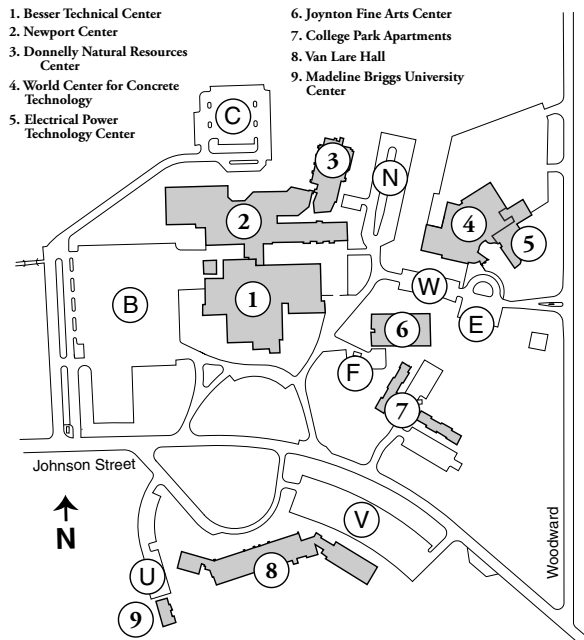 1. Besser Technical Center
2. Newport Center
3. Donnelly Natural Resources
Center
4. World Center for Concrete
Technology
5. Electrical Power
Technology Center
6. Joynton Fine Arts Center
7. College Park Apartments
8. Van Lare Hall
9. Madeline Briggs University
Center
C
3
N
2
4
5
W
B
1
E
6
F
7
Johnson Street
N
V
Woodward
8
U
9